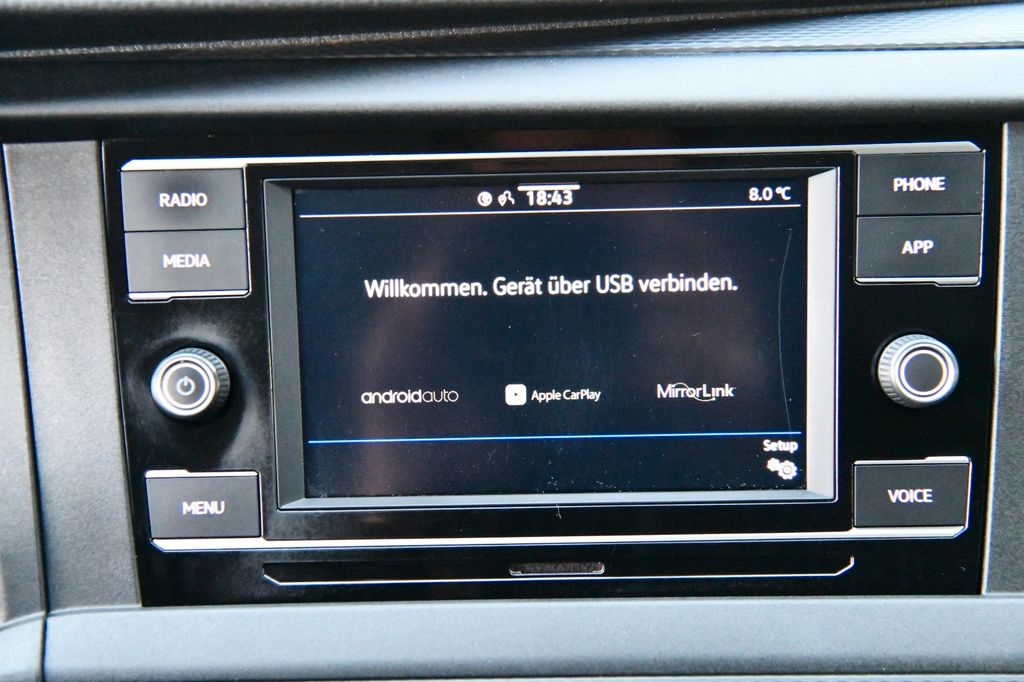 RADIO
MEDIA
MENU
18:43
8.0 °C
Willkommen. Gerät über USB verbinden.
androidauto
Apple CarPlay
MirrorLink
Setup
PHONE
APP
VOICE